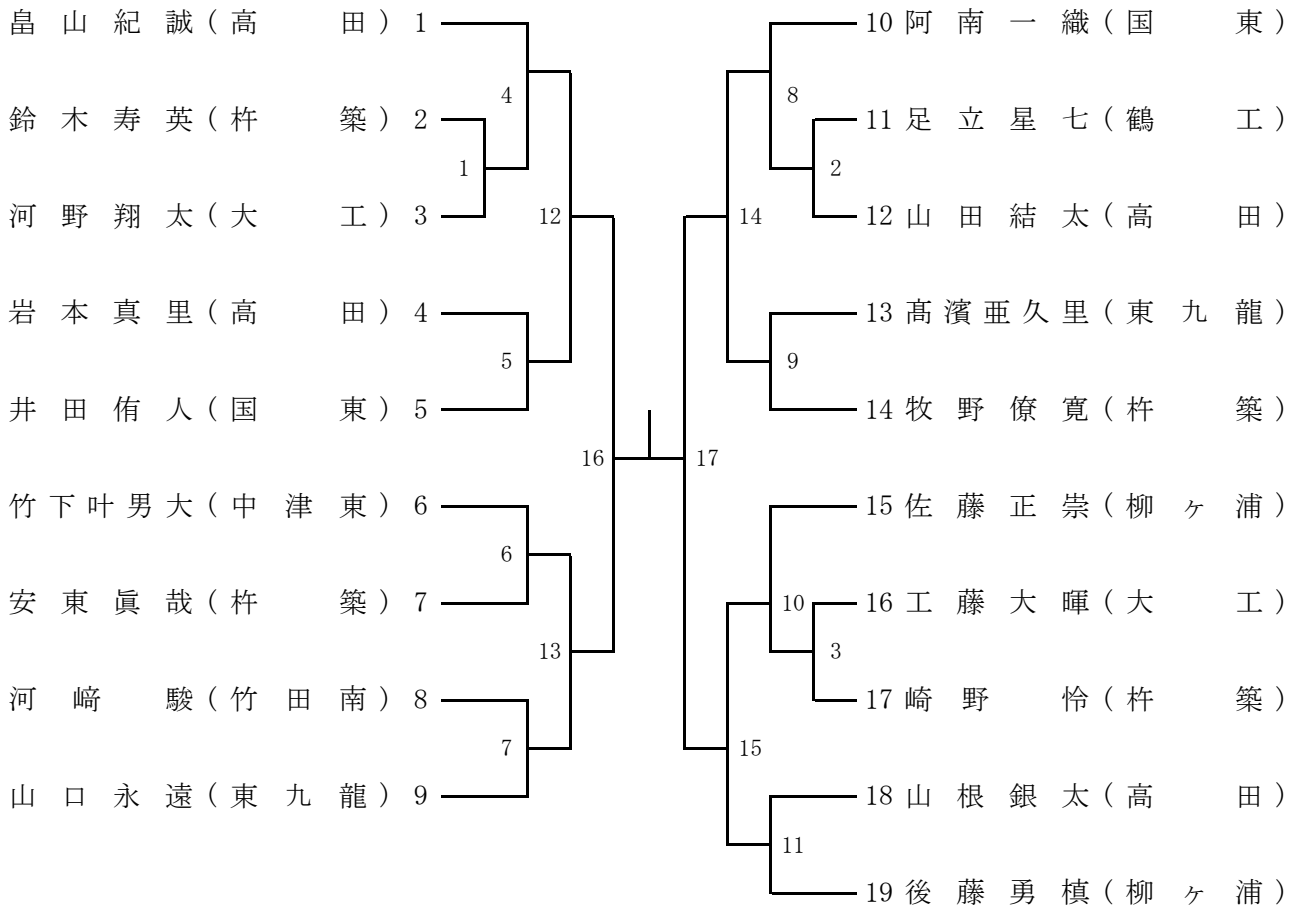 畠山紀誠(高田) 1
4
鈴木寿英(杵築) 2
1
河野翔太(大工) 3
12
岩本真里(高田) 4
5
井田侑人(国東) 5
16
竹下叶男大(中津東) 6
6
安東眞哉(杵築) 7
13
河﨑駿(竹田南) 8
7
山口永遠(東九龍) 9
10 阿南一織(国東)
8
11 足立星七(鶴工)
2
12 山田結太(高田)
14
13 髙濱亜久里(東九龍)
9
14 牧野僚寛(杵築)
17
15 佐藤正崇(柳ヶ浦)
10
16 工藤大暉(大工)
3
17 崎野怜(杵築)
15
18 山根銀太(高田)
11
19 後藤勇槙(柳ヶ浦)